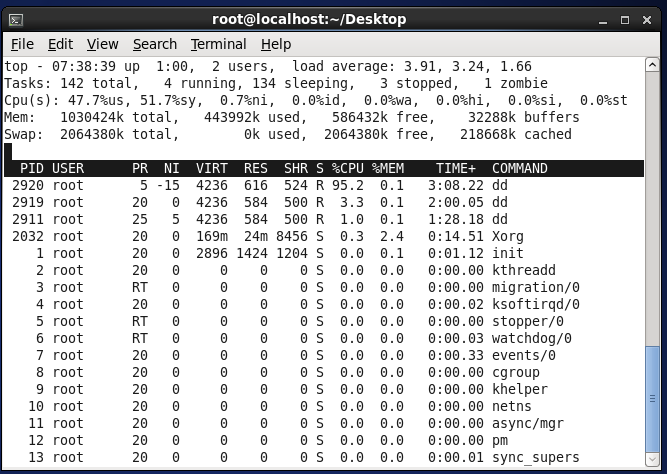 root@localhost:~/Desktop
File Edit View Search Terminal Help
top - 07:38:39 up  1:00,  2 users,  load average: 3.91, 3.24, 1.66
Tasks: 142 total,   4 running, 134 sleeping,   3 stopped,   1 zombie
Cpu(s): 47.7%us, 51.7%sy,  0.7%ni,  0.0%id,  0.0%wa,  0.0%hi,  0.0%si,  0.0%st
Mem:   1030424k total,   443992k used,   586432k free,    32288k buffers
Swap:  2064380k total,        0k used,  2064380k free,   218668k cached
  PID USER      PR  NI  VIRT  RES  SHR S %CPU %MEM    TIME+  COMMAND
 2920 root       5 -15  4236  616  524 R 95.2  0.1   3:08.22 dd
 2919 root      20   0  4236  584  500 R  3.3  0.1   2:00.05 dd
 2911 root      25   5  4236  584  500 R  1.0  0.1   1:28.18 dd
 2032 root      20   0  169m  24m 8456 S  0.3  2.4   0:14.51 Xorg
    1 root      20   0  2896 1424 1204 S  0.0  0.1   0:01.12 init
    2 root      20   0     0    0    0 S  0.0  0.0   0:00.00 kthreadd
    3 root      RT   0     0    0    0 S  0.0  0.0   0:00.00 migration/0
    4 root      20   0     0    0    0 S  0.0  0.0   0:00.02 ksoftirqd/0
    5 root      RT   0     0    0    0 S  0.0  0.0   0:00.00 stopper/0
    6 root      RT   0     0    0    0 S  0.0  0.0   0:00.03 watchdog/0
    7 root      20   0     0    0    0 S  0.0  0.0   0:00.33 events/0
    8 root      20   0     0    0    0 S  0.0  0.0   0:00.00 cgroup
    9 root      20   0     0    0    0 S  0.0  0.0   0:00.00 khelper
   10 root      20   0     0    0    0 S  0.0  0.0   0:00.00 netns
   11 root      20   0     0    0    0 S  0.0  0.0   0:00.00 async/mgr
   12 root      20   0     0    0    0 S  0.0  0.0   0:00.00 pm
   13 root      20   0     0    0    0 S  0.0  0.0   0:00.01 sync_supers